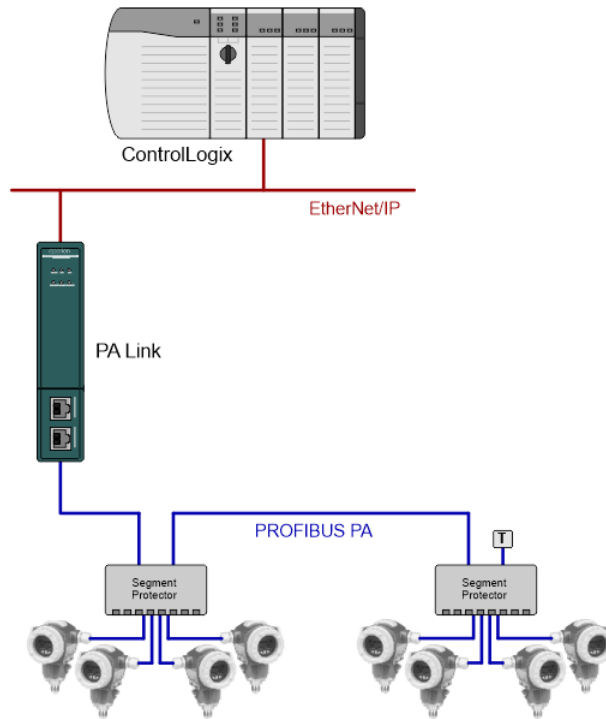 ControlLogix
EtherNet/IP
PA Link
PROFIBUS PA
T
Segment
Protector
Segment
Protector